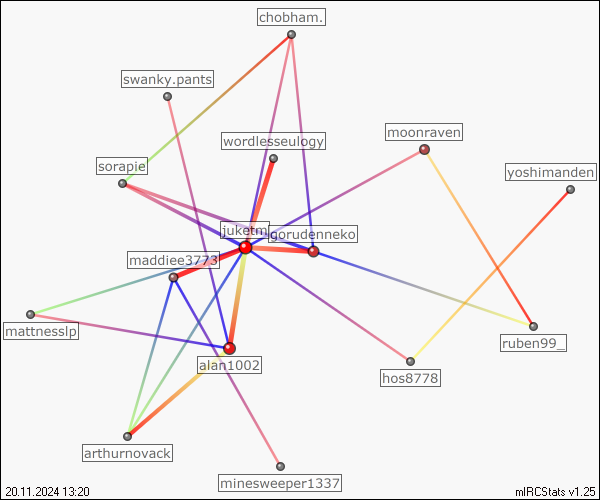 chobham.
swanky.pants
wordlesseulogy
moonraven
sorapie
yoshimanden
juketm
gorudenneko
maddiee3773
mattnesslp
ruben99_
alan1002
hos8778
arthurnovack
minesweeper1337
20.11.2024 13:20
mIRCStats v1.25